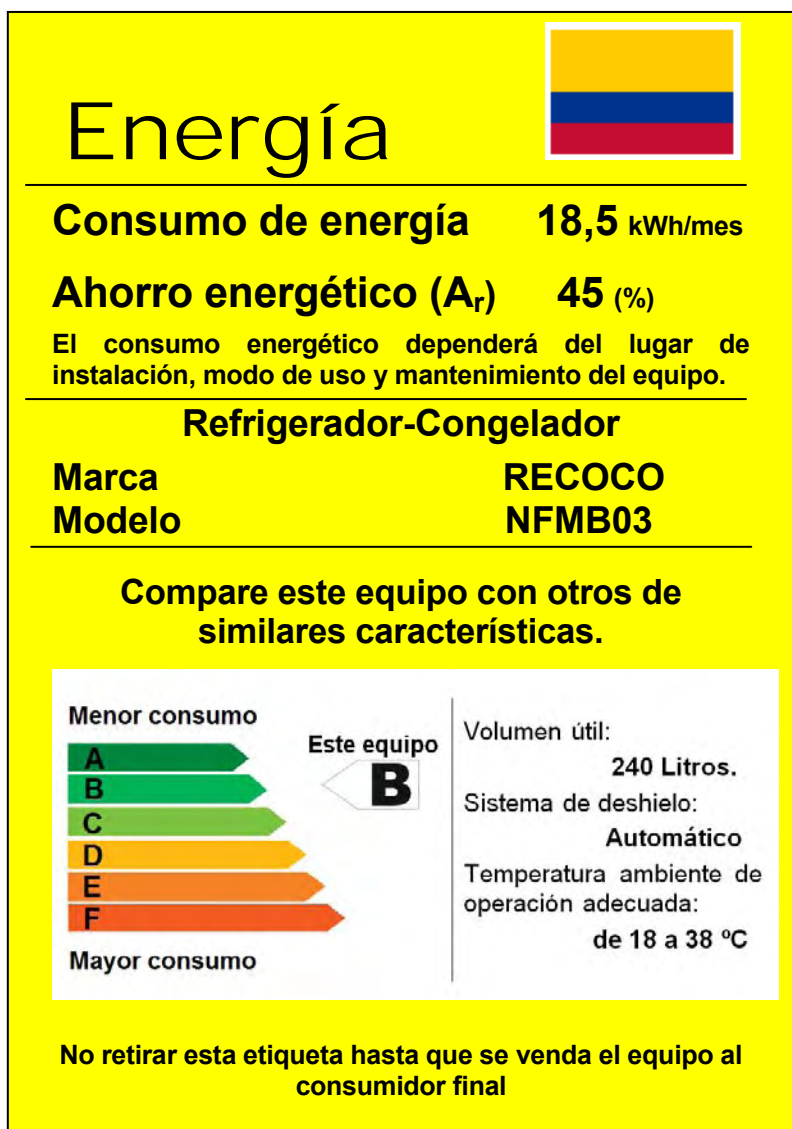 Energía
Consumo de energía 18,5 kWh/mes
Ahorro energético (Ar) 45 (%)
El consumo energético dependerá del lugar de
instalación, modo de uso y mantenimiento del equipo.
Refrigerador-Congelador
Marca RECOCO
Modelo NFMB03
Compare este equipo con otros de
similares características.
Menor consumo
Este equipo
A
B
B
C
D
E
F
Mayor consumo
Volumen útil:
240 Litros.
Sistema de deshielo:
Automático
Temperatura ambiente de
operación adecuada:
de 18 a 38 ºC
No retirar esta etiqueta hasta que se venda el equipo al
consumidor final